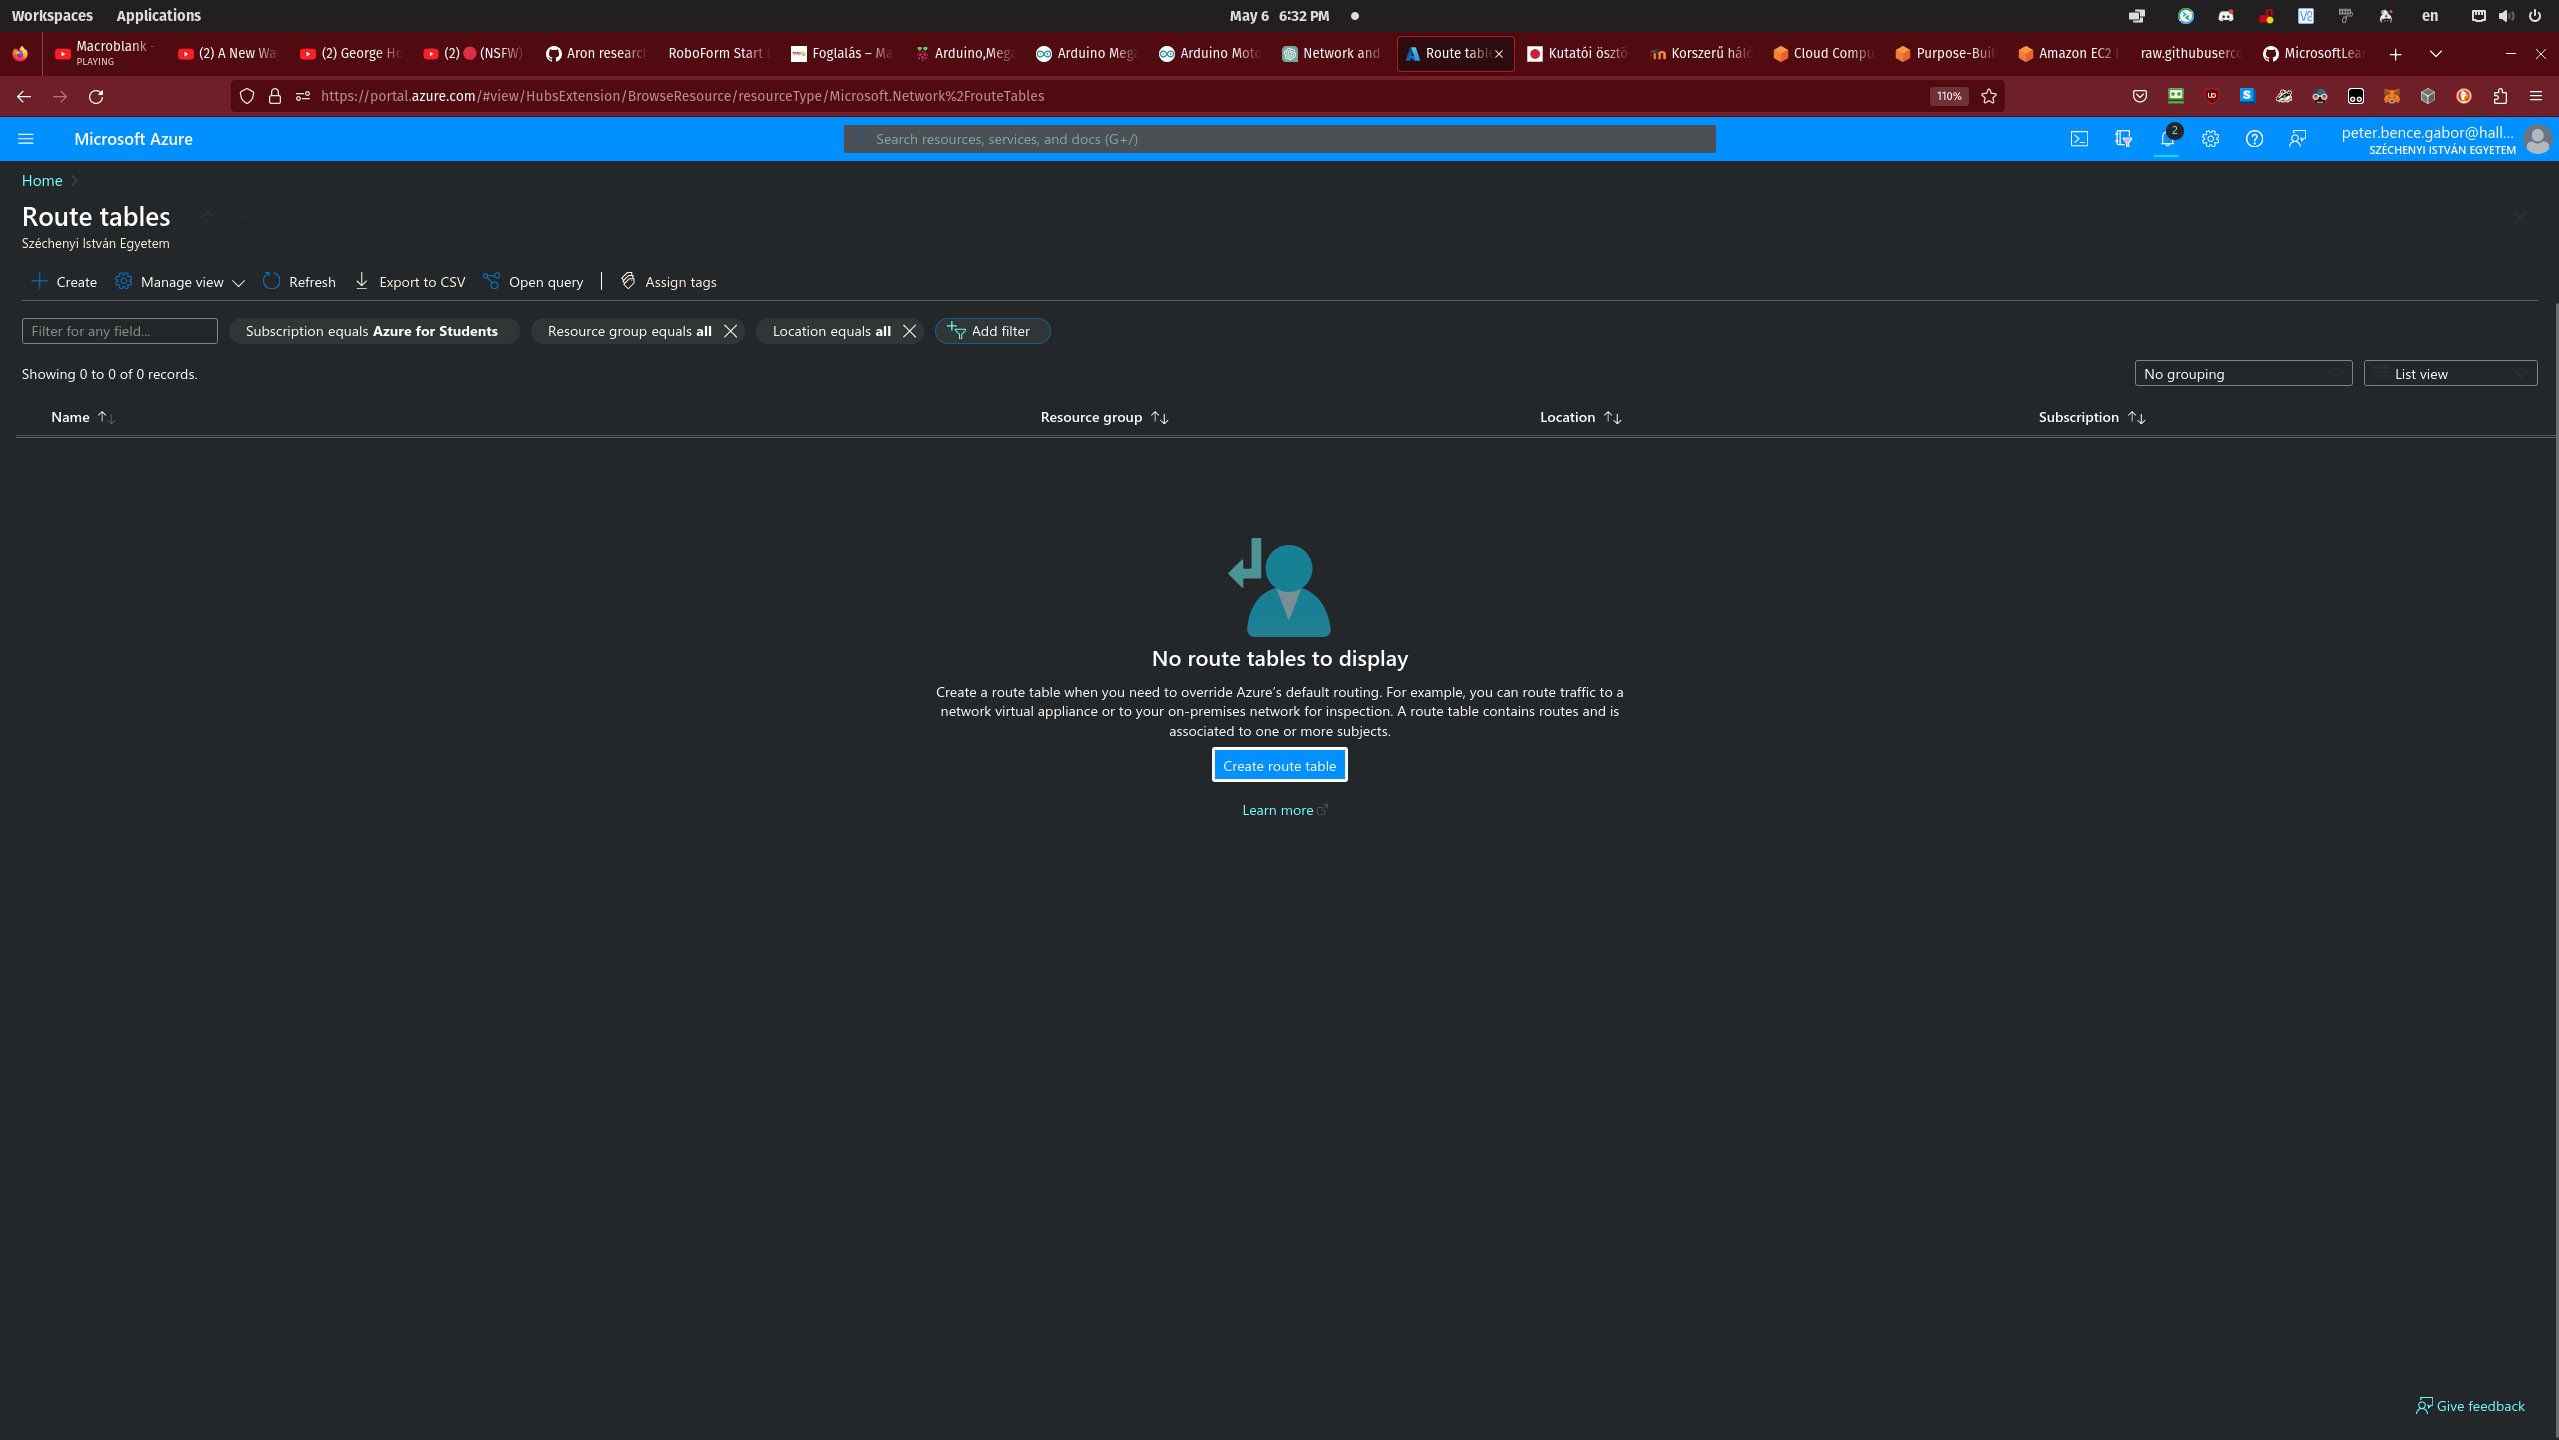 Workspaces Applications May 6 6:32 PM en
Macroblank - (2) A New Wa (2) George Ho (2) (NSFW) Aron research RoboForm Start Foglalás – Ma Arduino,Mega Arduino Mega Arduino Moto Network and Route table Kutatói ösztö Korszerű háló Cloud Compu Purpose-Built Amazon EC2 raw.githubuserco MicrosoftLear
PLAYING
https://portal.azure.com/#view/HubsExtension/BrowseResource/resourceType/Microsoft.Network%2FrouteTables 110%
Microsoft Azure Search resources, services, and docs (G+/) 2 peter.bence.gabor@hall...
SZÉCHENYI ISTVÁN EGYETEM
Home
Route tables
Széchenyi István Egyetem
Create Manage view Refresh Export to CSV Open query Assign tags
Filter for any field... Subscription equals Azure for Students Resource group equals all Location equals all Add filter
Showing 0 to 0 of 0 records. No grouping List view
Name Resource group Location Subscription
No route tables to display
Create a route table when you need to override Azure's default routing. For example, you can route traffic to a
network virtual appliance or to your on-premises network for inspection. A route table contains routes and is
associated to one or more subjects.
Create route table
Learn more
Give feedback